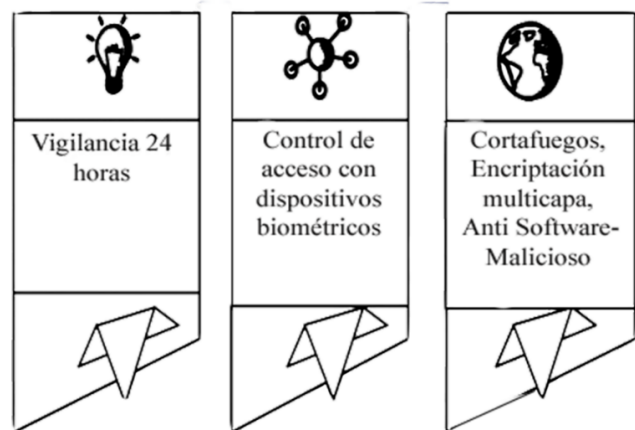 Vigilancia 24
horas
Control de
acceso con
dispositivos
biométricos
Cortafuegos,
Encriptación
multicapa,
Anti Software-
Malicioso